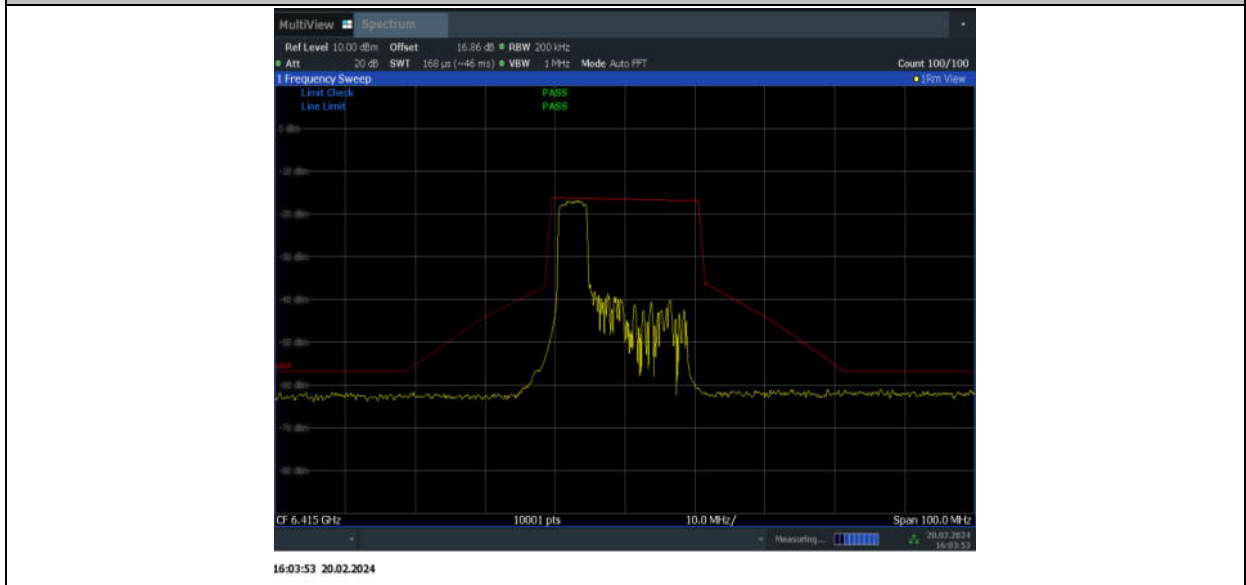 MultiView Spectrum
Ref Level 10.00 dBm Offset 16.86 dB RBW 200 kHz
Att 20 dB SWT 168 µs (~46 ms) VBW 1 MHz Mode Auto FFT Count 100/100
1 Frequency Sweep 1Rm View
Limit Check PASS
Line Limit PASS
0 dBm
-10 dBm
-20 dBm
-30 dBm
-40 dBm
-50 dBm
-60 dBm
-70 dBm
-80 dBm
CF 6.415 GHz 10001 pts 10.0 MHz/ Span 100.0 MHz
Measuring... 20.02.2024
16:03:53
16:03:53 20.02.2024